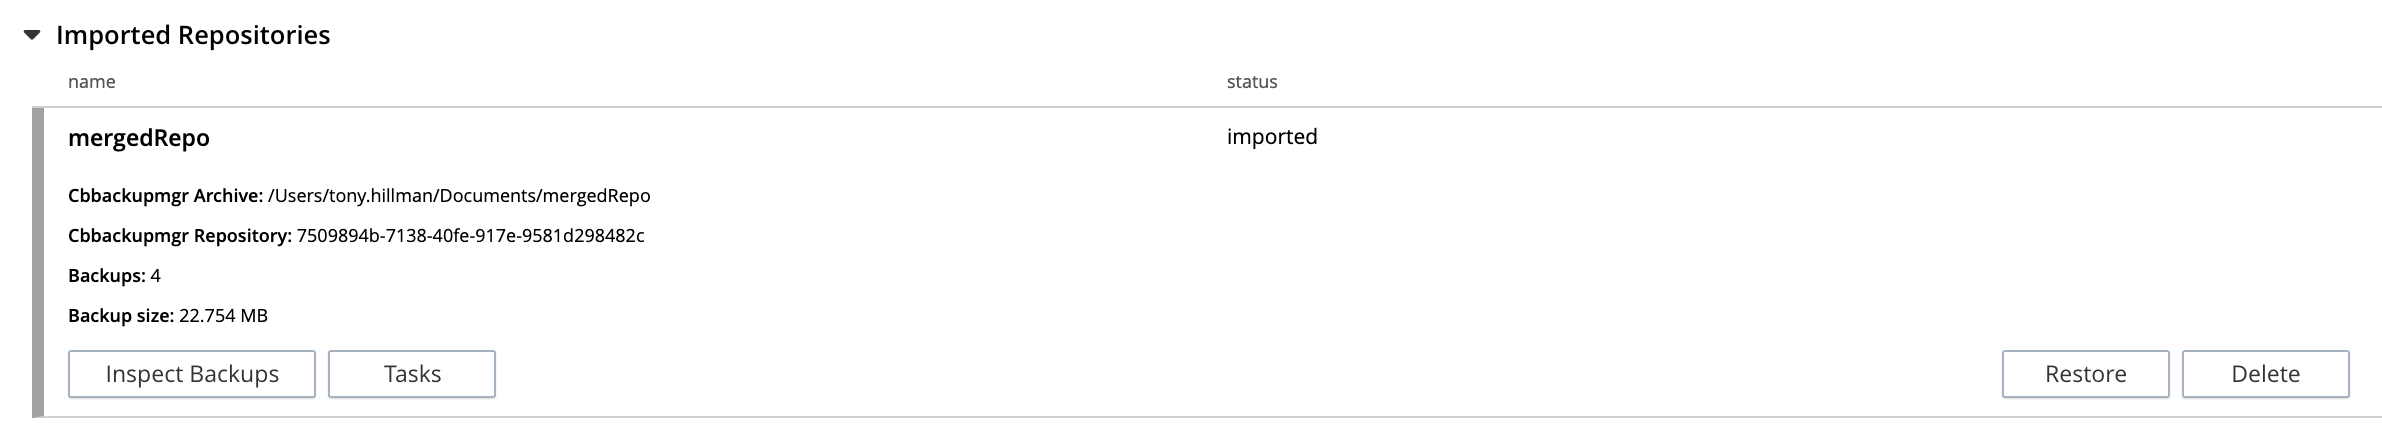 Imported Repositories
name status
mergedRepo imported
Cbbackupmgr Archive: /Users/tony.hillman/Documents/mergedRepo
Cbbackupmgr Repository: 7509894b-7138-40fe-917e-9581d298482c
Backups: 4
Backup size: 22.754 MB
Inspect Backups Tasks Restore Delete